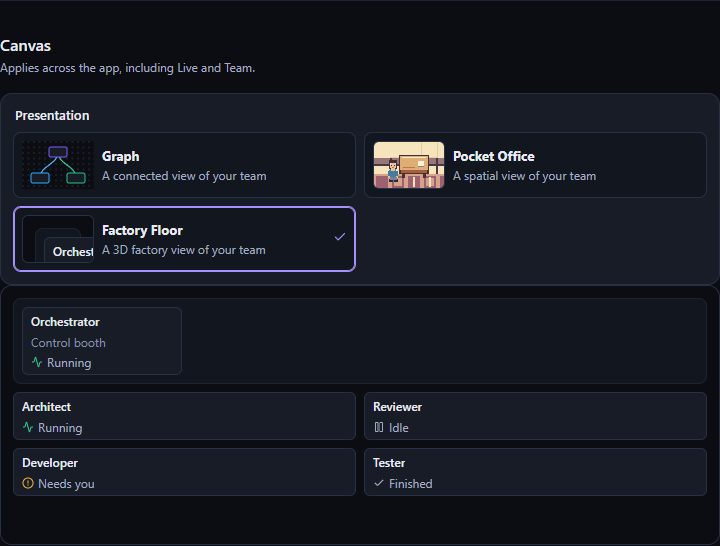 Canvas
Applies across the app, including Live and Team.
Presentation
Graph
A connected view of your team
Pocket Office
A spatial view of your team
Orchest
Factory Floor
A 3D factory view of your team
Orchestrator
Control booth
Running
Architect
Running
Reviewer
Idle
Developer
Needs you
Tester
Finished